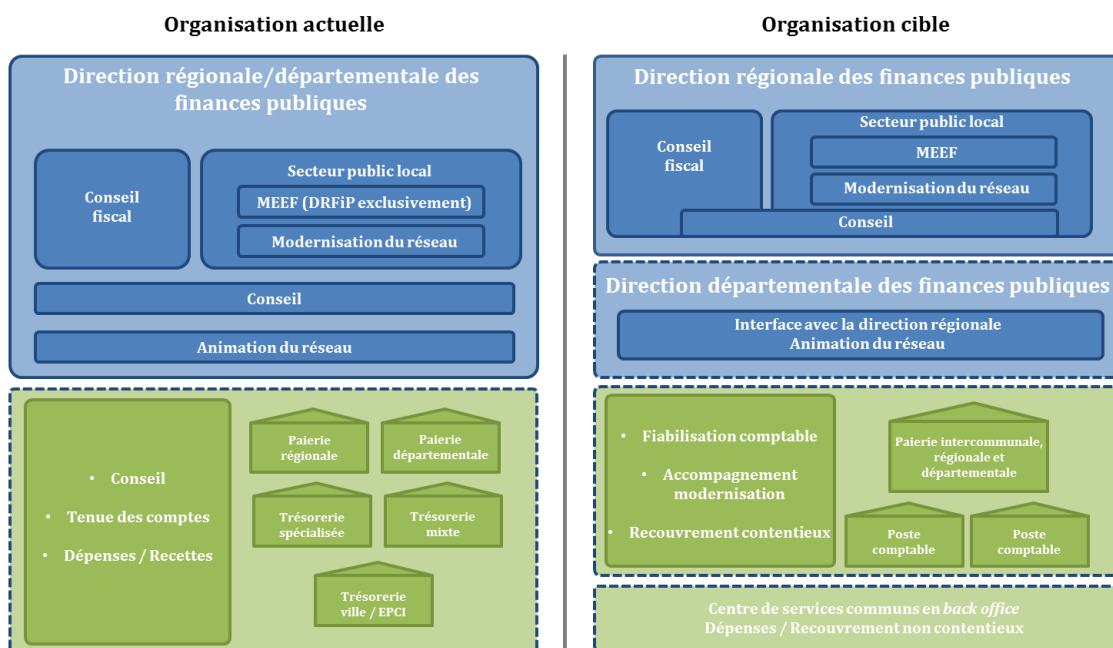 Organisation actuelle
Direction régionale/départementale des
finances publiques
Conseil
fiscal
Secteur public local
MEEF (DRFiP exclusivement)
Modernisation du réseau
Conseil
Animation du réseau
• Conseil
• Tenue des comptes
• Dépenses / Recettes
Paierie
régionale
Paierie
départementale
Trésorerie
spécialisée
Trésorerie
mixte
Trésorerie
ville / EPCI
Organisation cible
Direction régionale des finances publiques
Conseil
fiscal
Secteur public local
MEEF
Modernisation du réseau
Conseil
Direction départementale des finances publiques
Interface avec la direction régionale
Animation du réseau
• Fiabilisation comptable
• Accompagnement
modernisation
• Recouvrement contentieux
Paierie intercommunale,
régionale et
départementale
Poste
comptable
Poste
comptable
Centre de services communs en back office
Dépenses / Recouvrement non contentieux